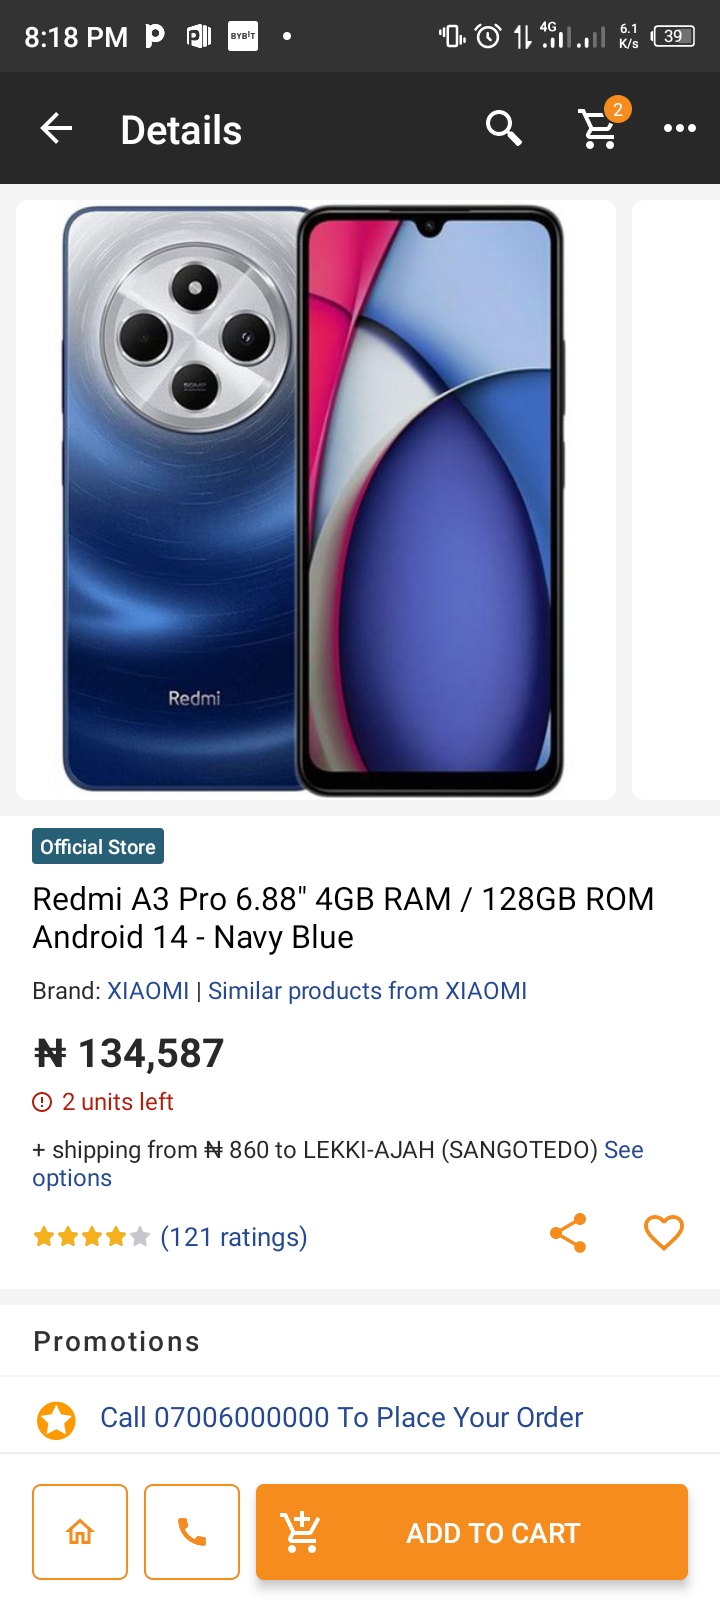 8:18 PM BYBIT 4G 6.1 K/s 39
Details 2
50MP
Redmi
Official Store
Redmi A3 Pro 6.88" 4GB RAM / 128GB ROM
Android 14 - Navy Blue
Brand: XIAOMI | Similar products from XIAOMI
₦ 134,587
2 units left
+ shipping from ₦ 860 to LEKKI-AJAH (SANGOTEDO) See
options
(121 ratings)
Promotions
Call 07006000000 To Place Your Order
ADD TO CART